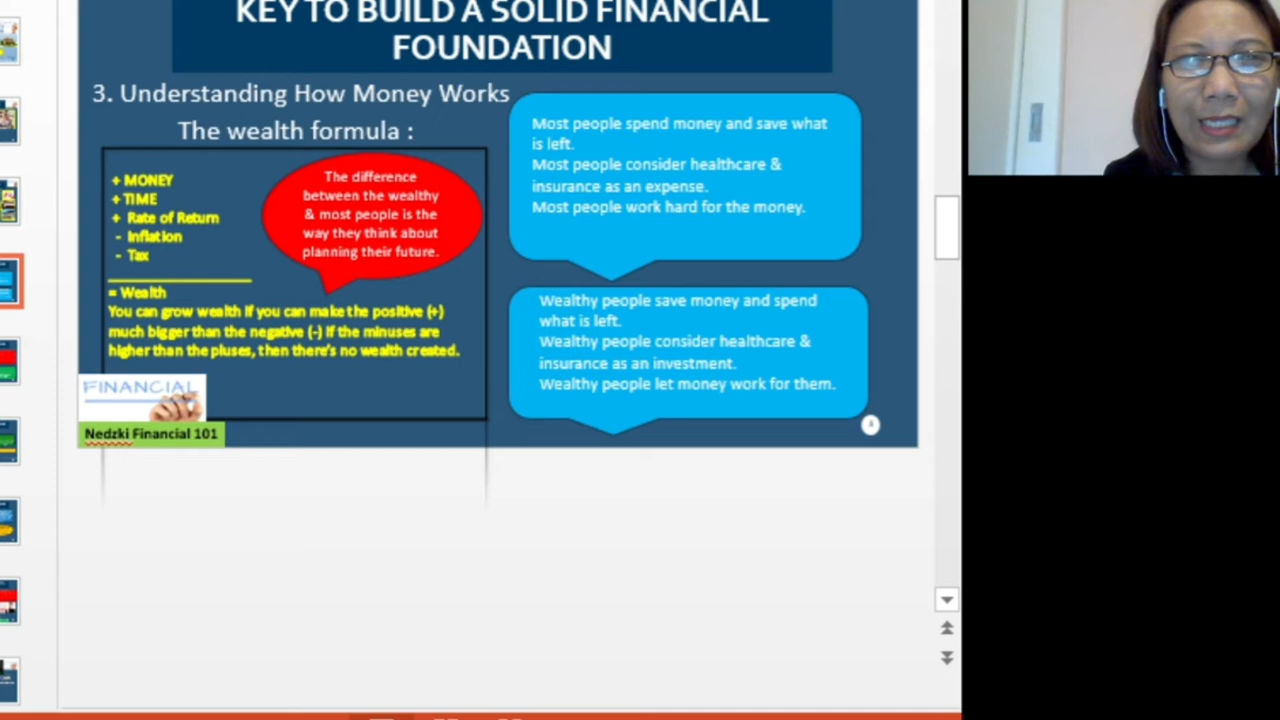 KEY TO BUILD A SOLID FINANCIAL
FOUNDATION
3. Understanding How Money Works
The wealth formula :
+ MONEY
+ TIME
+ Rate of Return
- Inflation
- Tax
= Wealth
You can grow wealth if you can make the positive (+)
much bigger than the negative (-) if the minuses are
higher than the pluses, then there's no wealth created.
The difference
between the wealthy
& most people is the
way they think about
planning their future.
Most people spend money and save what
is left.
Most people consider healthcare &
insurance as an expense.
Most people work hard for the money.
Wealthy people save money and spend
what is left.
Wealthy people consider healthcare &
insurance as an investment.
Wealthy people let money work for them.
FINANCIAL
Nedzki Financial 101